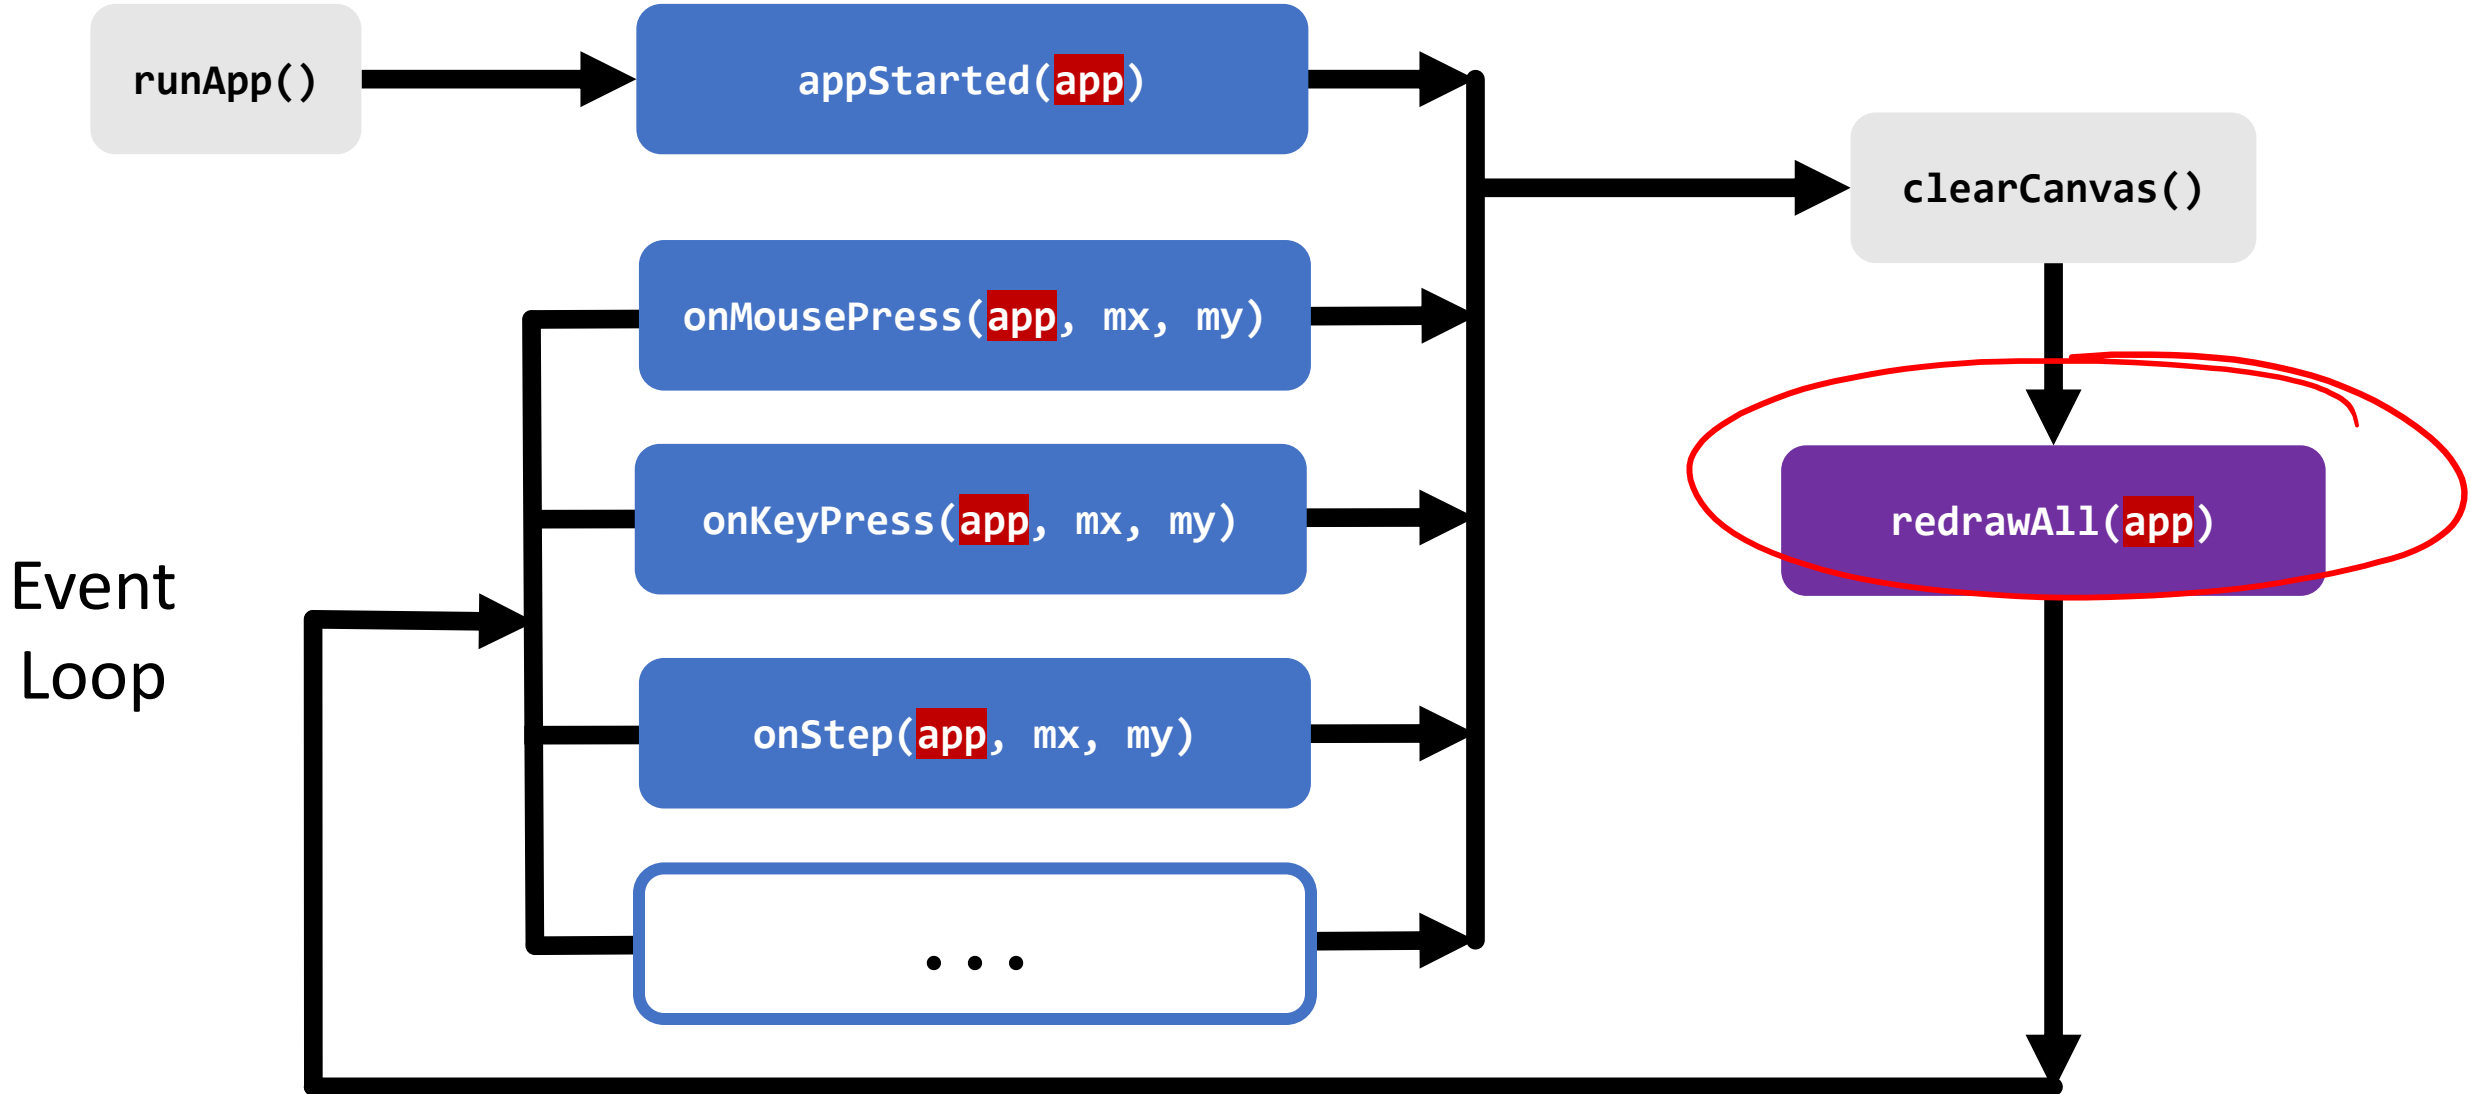 runApp()
appStarted(app)
clearCanvas()
onMousePress(app, mx, my)
onKeyPress(app, mx, my)
redrawAll(app)
Event
Loop
onStep(app, mx, my)
...